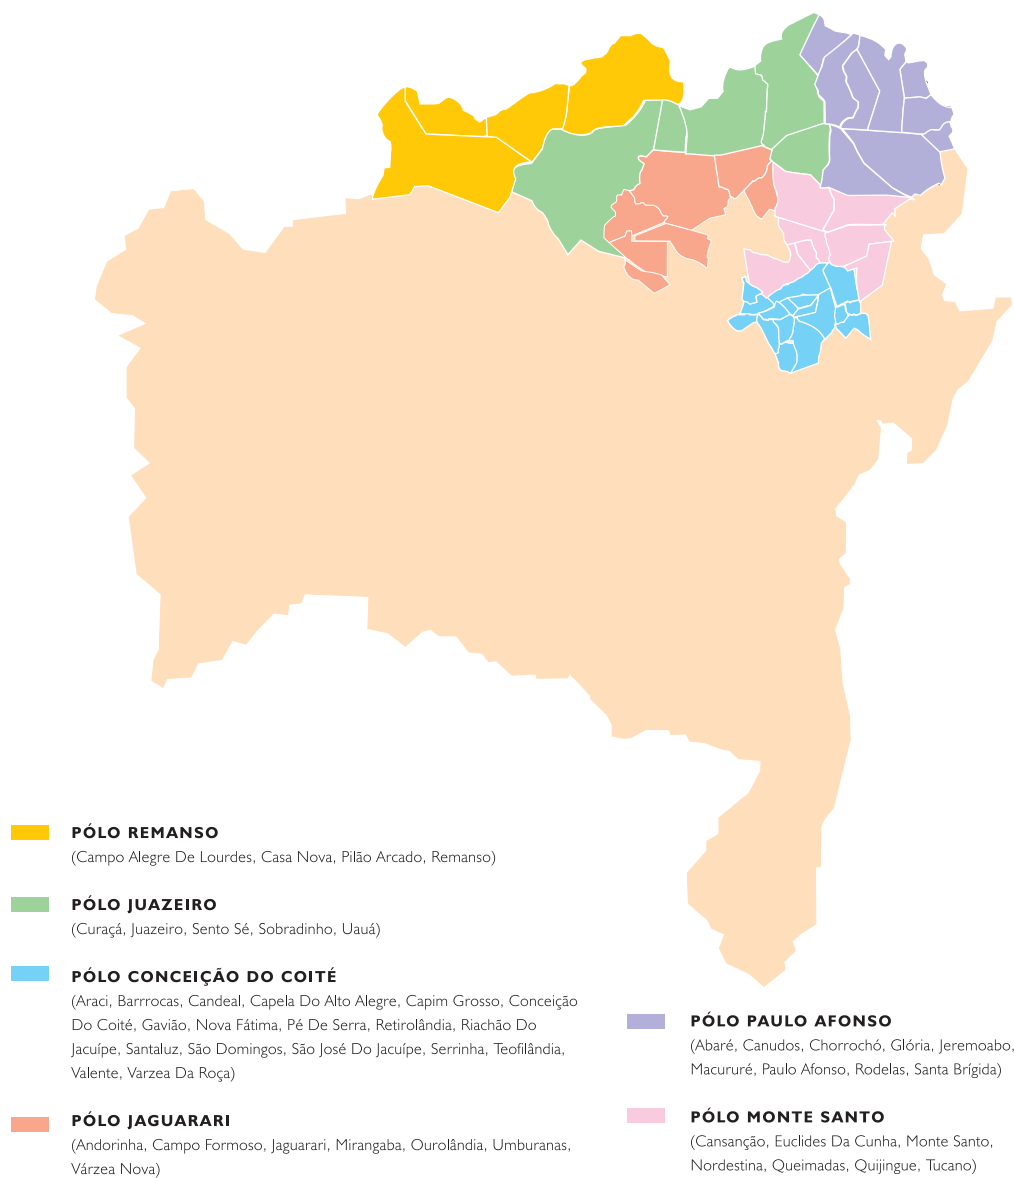 PÓLO REMANSO
(Campo Alegre De Lourdes, Casa Nova, Pilão Arcado, Remanso)
PÓLO JUAZEIRO
(Curaçá, Juazeiro, Sento Sé, Sobradinho, Uauá)
PÓLO CONCEIÇÃO DO COITÉ
(Araci, Barrrocas, Candeal, Capela Do Alto Alegre, Capim Grosso, Conceição
Do Coité, Gavião, Nova Fátima, Pé De Serra, Retirolândia, Riachão Do
Jacuípe, Santaluz, São Domingos, São José Do Jacuípe, Serrinha, Teofilândia,
Valente, Varzea Da Roça)
PÓLO JAGUARARI
(Andorinha, Campo Formoso, Jaguarari, Mirangaba, Ourolândia, Umburanas,
Várzea Nova)
PÓLO PAULO AFONSO
(Abaré, Canudos, Chorrochó, Glória, Jeremoabo,
Macururé, Paulo Afonso, Rodelas, Santa Brígida)
PÓLO MONTE SANTO
(Cansanção, Euclides Da Cunha, Monte Santo,
Nordestina, Queimadas, Quijingue, Tucano)